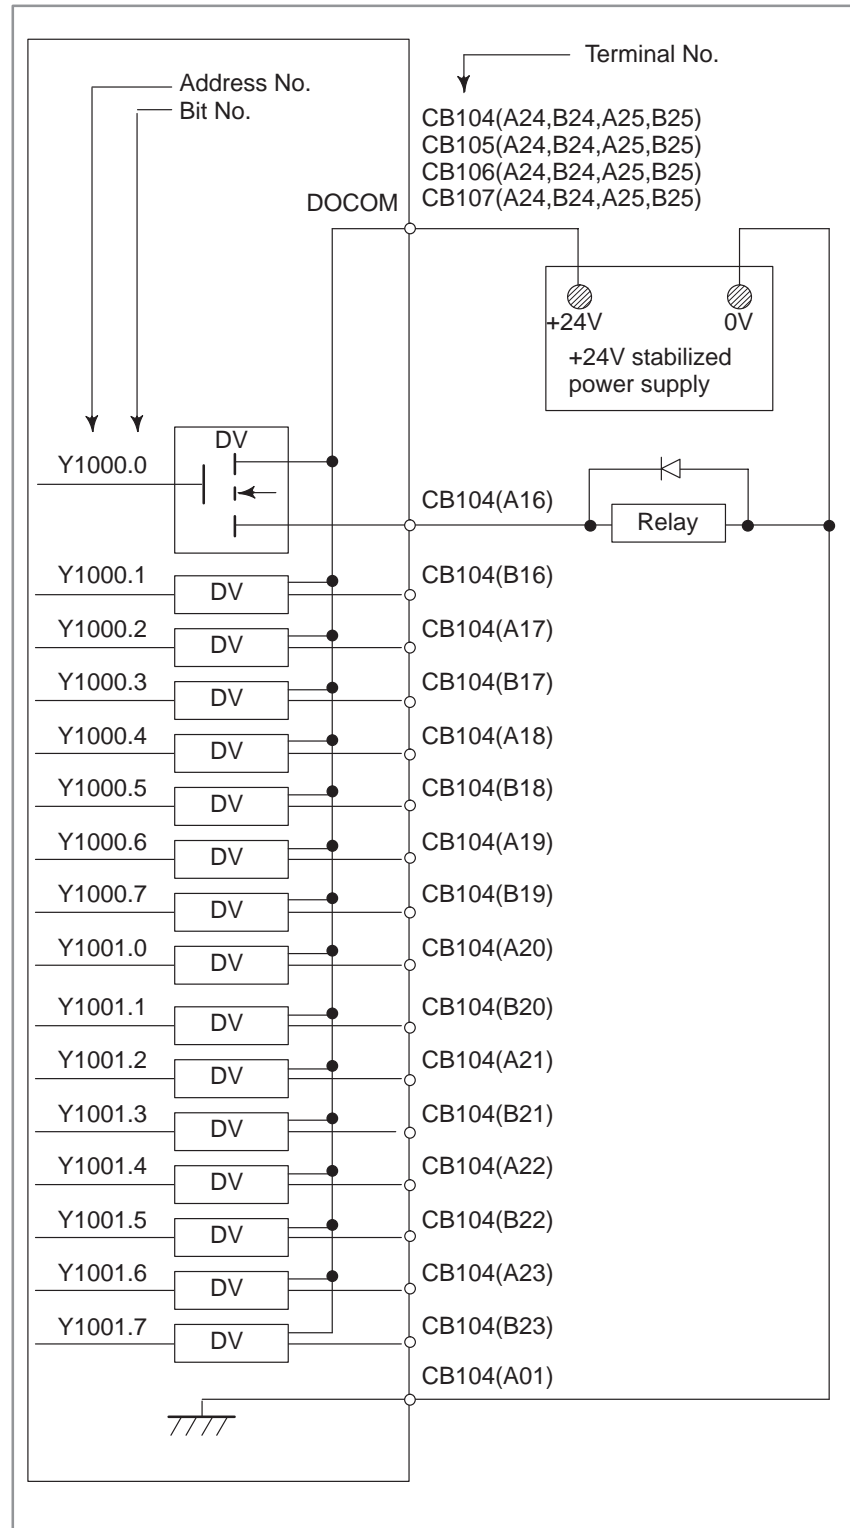 Terminal No.
Address No.
Bit No.
CB104(A24,B24,A25,B25)
CB105(A24,B24,A25,B25)
CB106(A24,B24,A25,B25)
CB107(A24,B24,A25,B25)
DOCOM
+24V 0V
+24V stabilized
power supply
DV
Y1000.0
CB104(A16)
Relay
Y1000.1 DV CB104(B16)
Y1000.2 DV CB104(A17)
Y1000.3 DV CB104(B17)
Y1000.4 DV CB104(A18)
Y1000.5 DV CB104(B18)
Y1000.6 DV CB104(A19)
Y1000.7 DV CB104(B19)
Y1001.0 DV CB104(A20)
Y1001.1 DV CB104(B20)
Y1001.2 DV CB104(A21)
Y1001.3 DV CB104(B21)
Y1001.4 DV CB104(A22)
Y1001.5 DV CB104(B22)
Y1001.6 DV CB104(A23)
Y1001.7 DV CB104(B23)
CB104(A01)